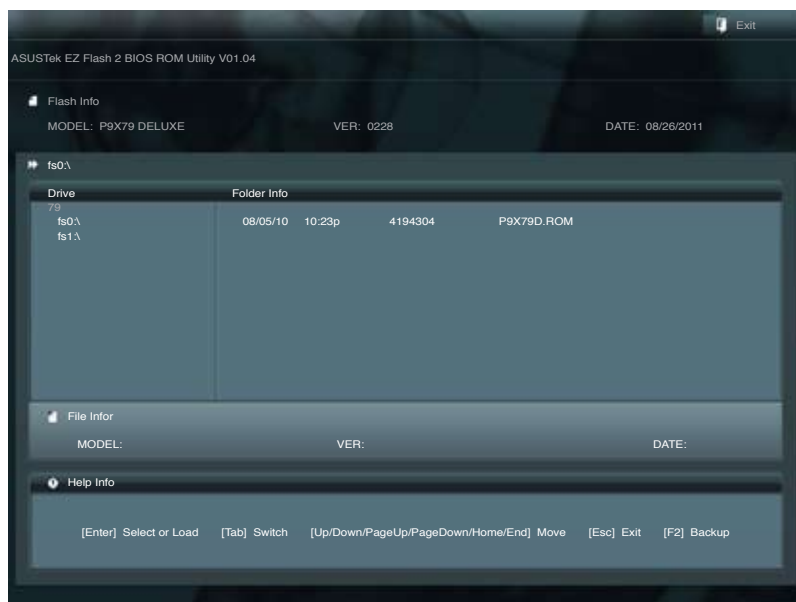 Exit
ASUSTek EZ Flash 2 BIOS ROM Utility V01.04
Flash Info
MODEL: P9X79 DELUXE VER: 0228 DATE: 08/26/2011
fs0:\
Drive Folder Info
79
fs0:\ 08/05/10 10:23p 4194304 P9X79D.ROM
fs1:\
File Infor
MODEL: VER: DATE:
Help Info
[Enter] Select or Load [Tab] Switch [Up/Down/PageUp/PageDown/Home/End] Move [Esc] Exit [F2] Backup